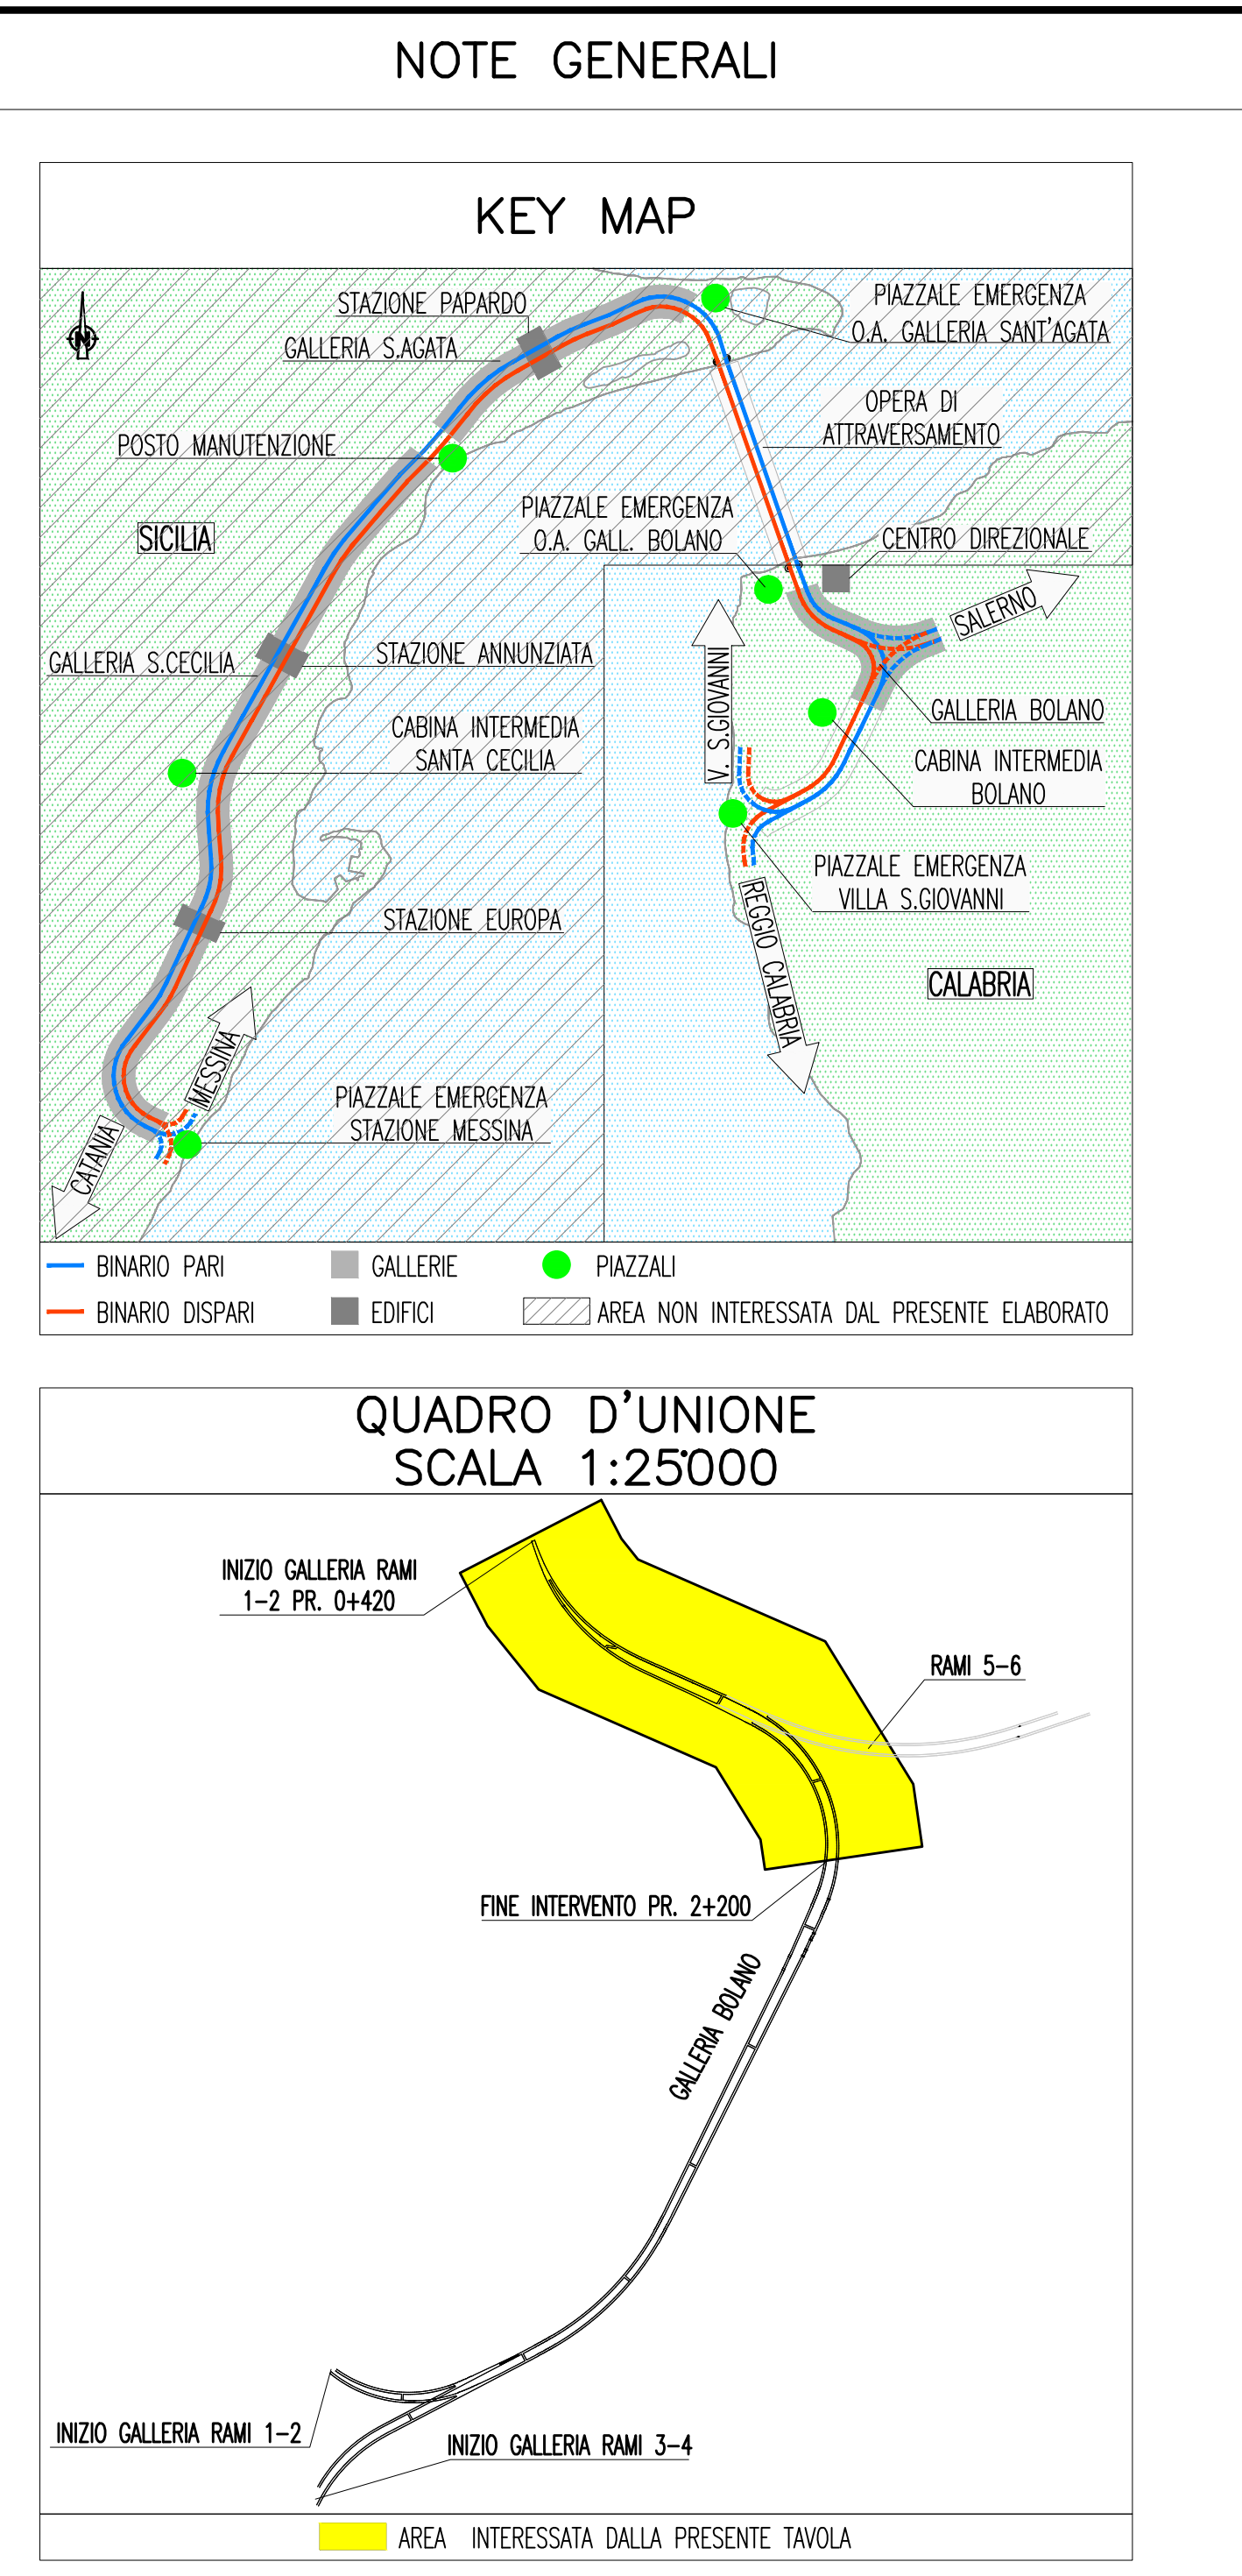 NOTE GENERALI
KEY MAP
N
STAZIONE PAPARDO
GALLERIA S.AGATA
PIAZZALE EMERGENZA
O.A. GALLERIA SANT'AGATA
OPERA DI
ATTRAVERSAMENTO
POSTO MANUTENZIONE
SICILIA
PIAZZALE EMERGENZA
O.A. GALL. BOLANO
CENTRO DIREZIONALE
SALERNO
GALLERIA S.CECILIA
STAZIONE ANNUNZIATA
V. S.GIOVANNI
GALLERIA BOLANO
CABINA INTERMEDIA
SANTA CECILIA
CABINA INTERMEDIA
BOLANO
PIAZZALE EMERGENZA
VILLA S.GIOVANNI
STAZIONE EUROPA
REGGIO CALABRIA
CALABRIA
MESSINA
PIAZZALE EMERGENZA
STAZIONE MESSINA
CATANIA
BINARIO PARI
GALLERIE
PIAZZALI
BINARIO DISPARI
EDIFICI
AREA NON INTERESSATA DAL PRESENTE ELABORATO
QUADRO D'UNIONE
SCALA 1:25'000
INIZIO GALLERIA RAMI
1-2 PR. 0+420
RAMI 5-6
FINE INTERVENTO PR. 2+200
GALLERIA BOLANO
INIZIO GALLERIA RAMI 1-2
INIZIO GALLERIA RAMI 3-4
AREA INTERESSATA DALLA PRESENTE TAVOLA